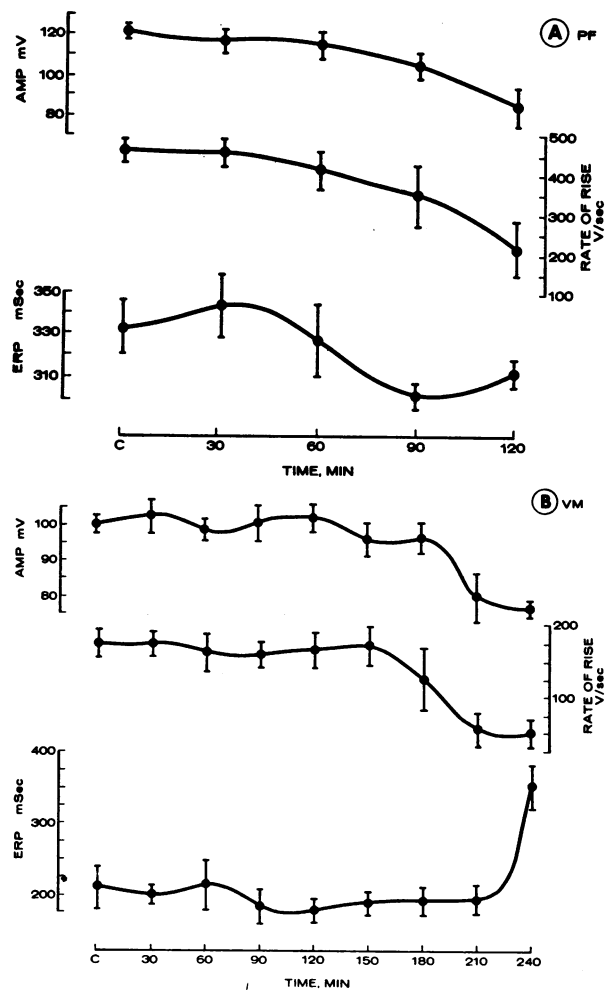 A PF
AMP mV
120
100
80
500
400
300
200
100
RATE OF RISE
V/sec
ERP mSec
350
330
310
C 30 60 90 120
TIME, MIN
B VM
AMP mV
100
90
80
200
100
RATE OF RISE
V/sec
ERP mSec
400
300
200
C 30 60 90 120 150 180 210 240
TIME, MIN